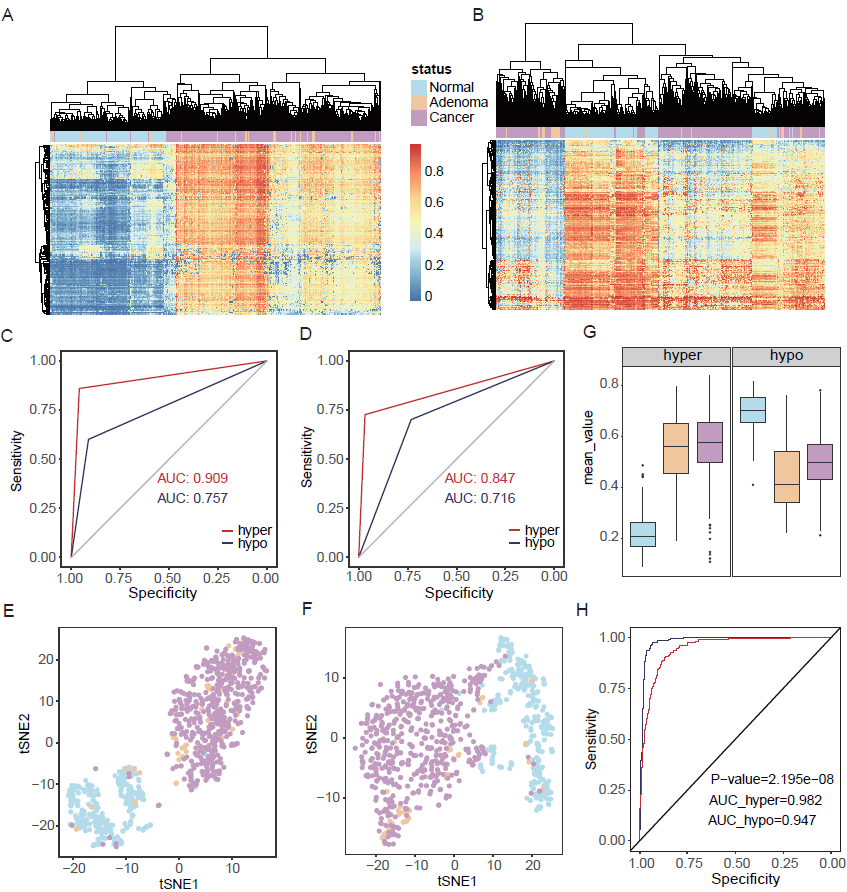 A
B
status
Normal
Adenoma
Cancer
0.8
0.6
0.4
0.2
0
C
1.00
0.75
0.50
0.25
0.00
Sensitivity
AUC: 0.909
AUC: 0.757
hyper
hypo
1.00 0.75 0.50 0.25 0.00
Specificity
D
1.00
0.75
0.50
0.25
0.00
Sensitivity
AUC: 0.847
AUC: 0.716
hyper
hypo
1.00 0.75 0.50 0.25 0.00
Specificity
G
hyper hypo
0.8
0.6
0.4
0.2
mean_value
E
20
10
0
−10
−20
tSNE2
−20 −10 0 10
tSNE1
F
10
0
−10
tSNE2
−20 −10 0 10 20
tSNE1
H
1.00
0.75
0.50
0.25
0.00
Sensitivity
P−value=2.195e−08
AUC_hyper=0.982
AUC_hypo=0.947
1.00 0.75 0.50 0.25 0.00
Specificity